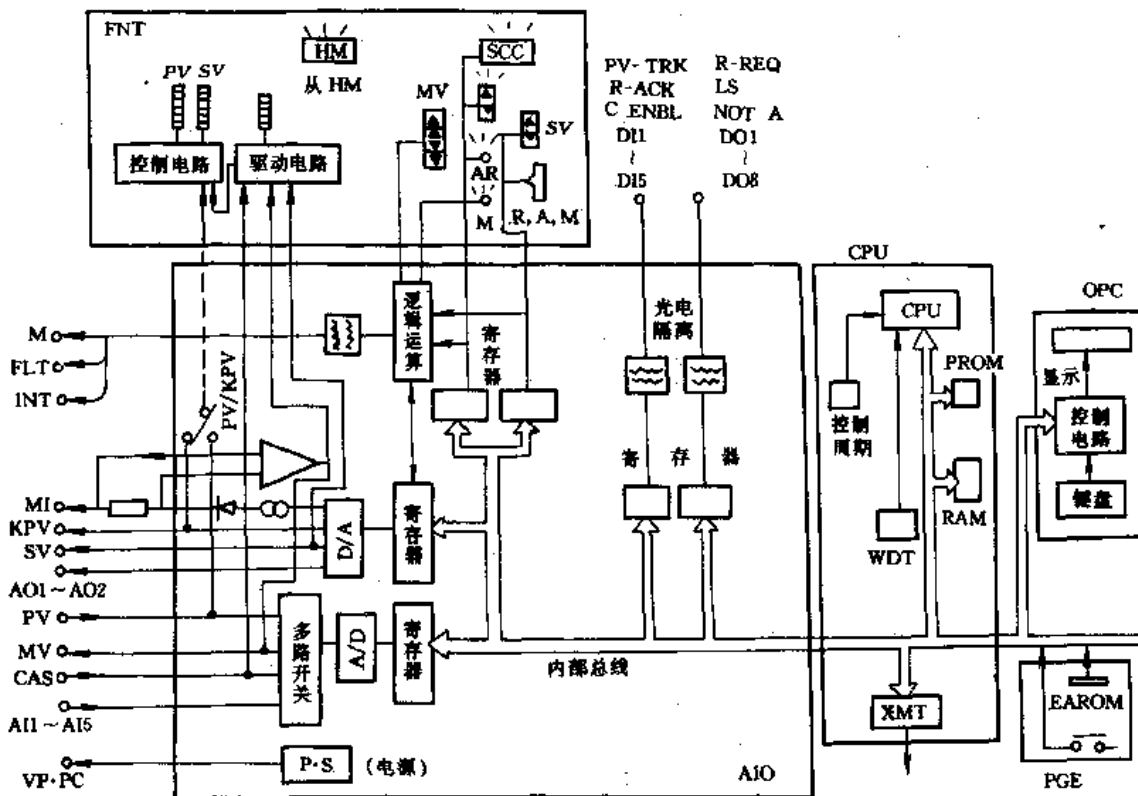 FNT
HM
从 HM
SCC
PV SV
MV
SV
控制电路
驱动电路
AR
M
R, A, M
PV-TRK
R-ACK
C ENBL
DI1
~
DI5
R-REQ
LS
NOT A
DO1
~
DO8
CPU
CPU
PROM
控制
周期
RAM
WDT
XMT
OPC
显示
控制
电路
键盘
EAROM
PGE
光电
隔离
寄存器
逻辑运算
寄存器
PV/KPV
M
FLT
INT
MI
KPV
SV
AO1~AO2
PV
MV
CAS
AI1~AI5
VP·PC
D/A
寄存器
多路开关
A/D
寄存器
内部总线
P·S (电源)
AIO